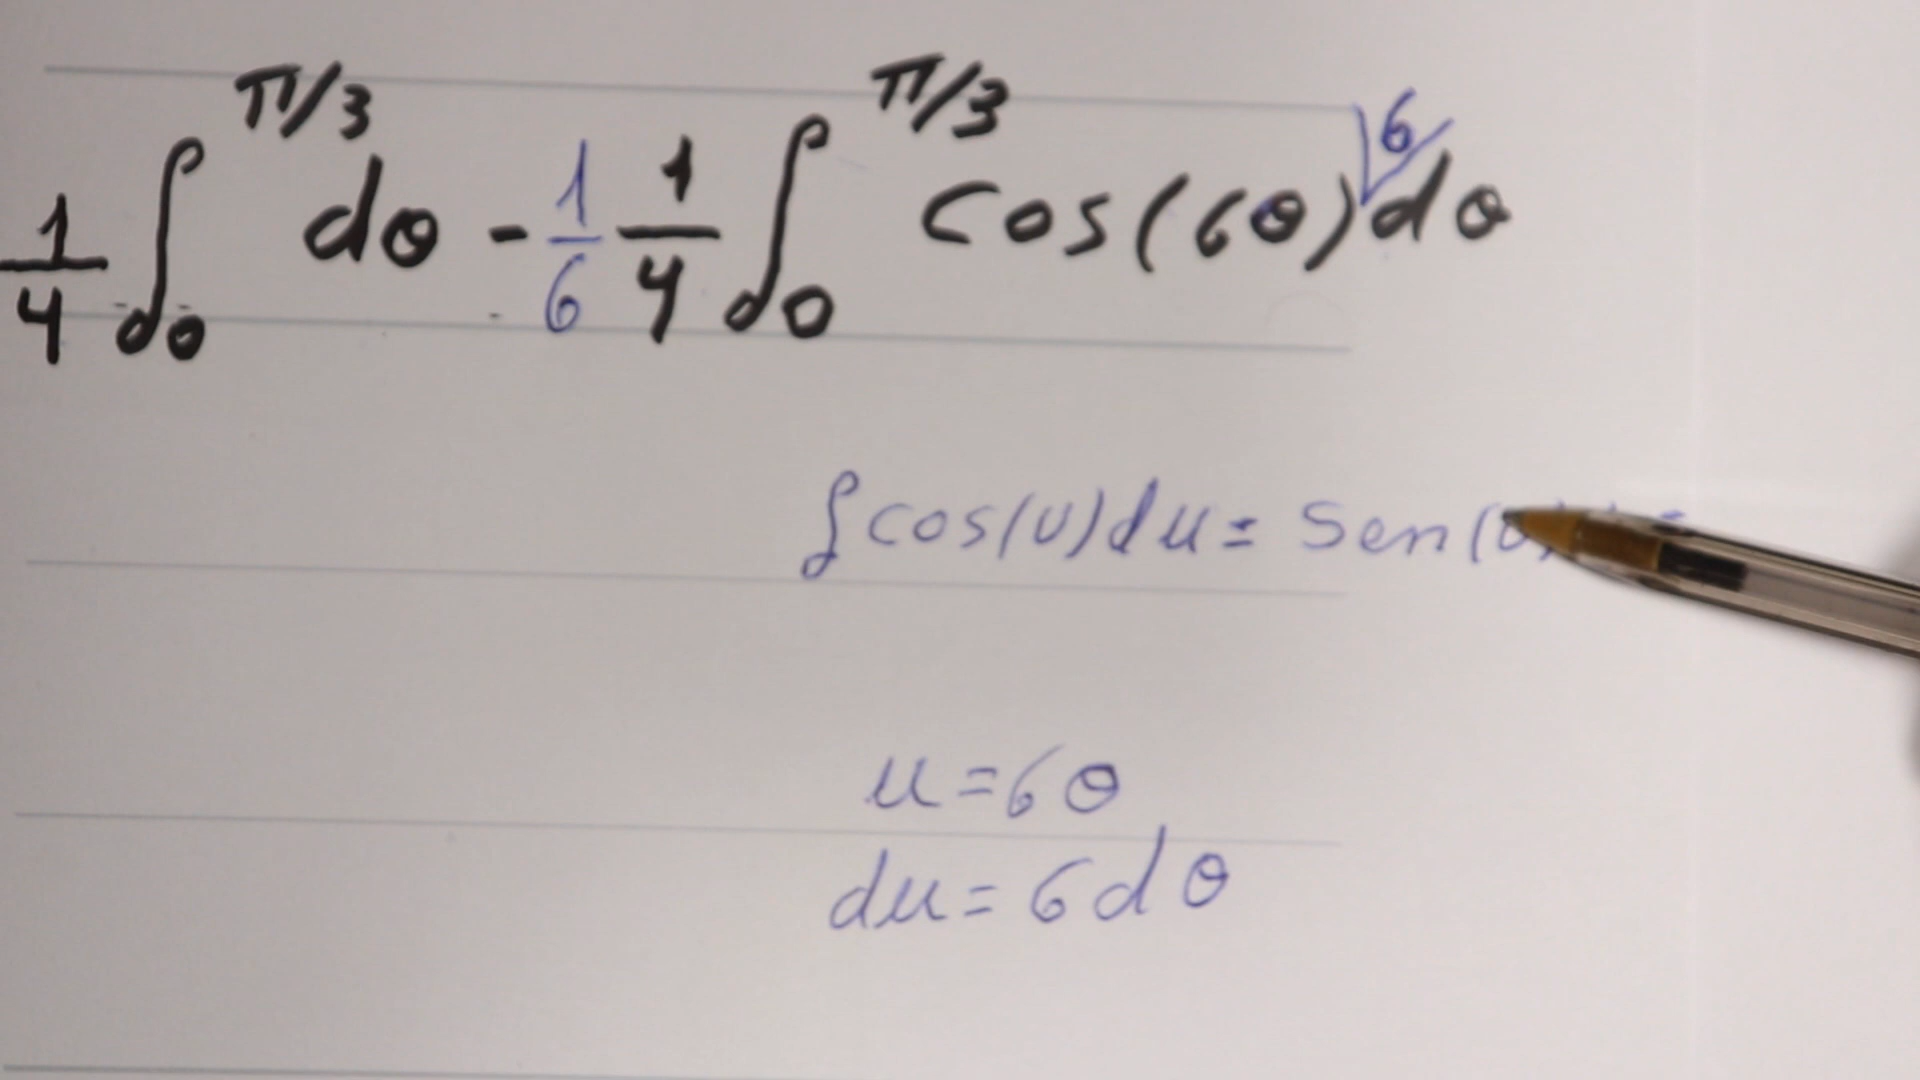 1/4 ∫₀^π/3 dθ - 1/6 1/4 ∫₀^π/3 cos(6θ) 6 dθ
∫cos(u)du = Sen(u)
u = 6θ
du = 6dθ